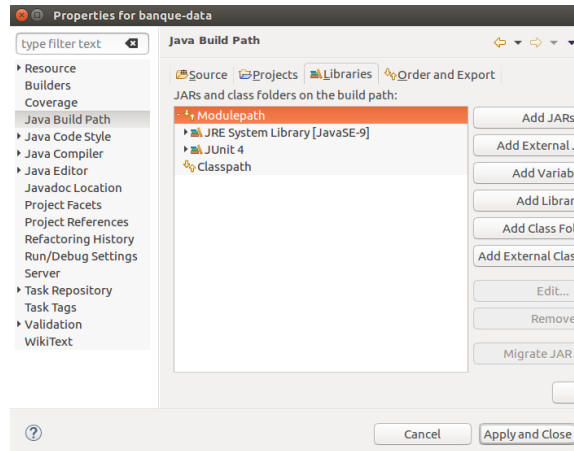 Properties for banque-data
type filter text
Java Build Path
Resource
Builders
Coverage
Java Build Path
Java Code Style
Java Compiler
Java Editor
Javadoc Location
Project Facets
Project References
Refactoring History
Run/Debug Settings
Server
Task Repository
Task Tags
Validation
WikiText
Source Projects Libraries Order and Export
JARs and class folders on the build path:
Modulepath
JRE System Library [JavaSE-9]
JUnit 4
Classpath
Add JARs
Add External J
Add Variab
Add Librar
Add Class Fol
Add External Clas
Edit...
Remove
Migrate JAR
? Cancel Apply and Close